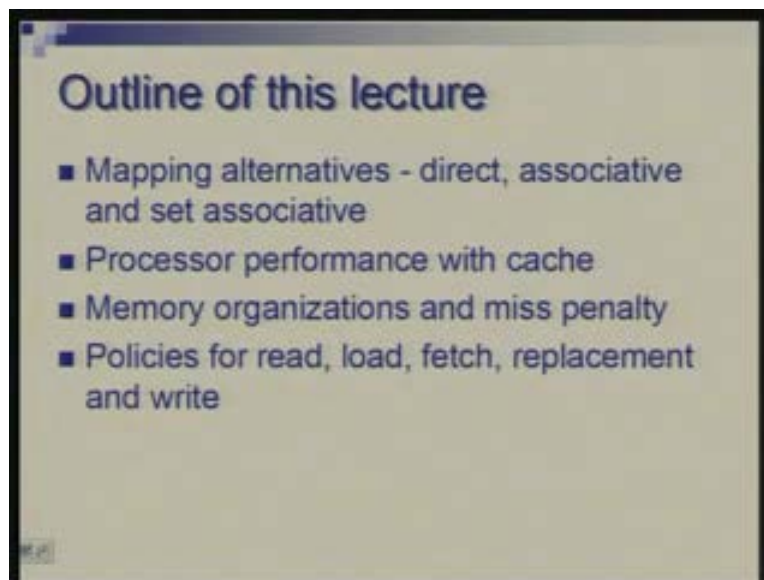 Outline of this lecture
■ Mapping alternatives - direct, associative
and set associative
■ Processor performance with cache
■ Memory organizations and miss penalty
■ Policies for read, load, fetch, replacement
and write